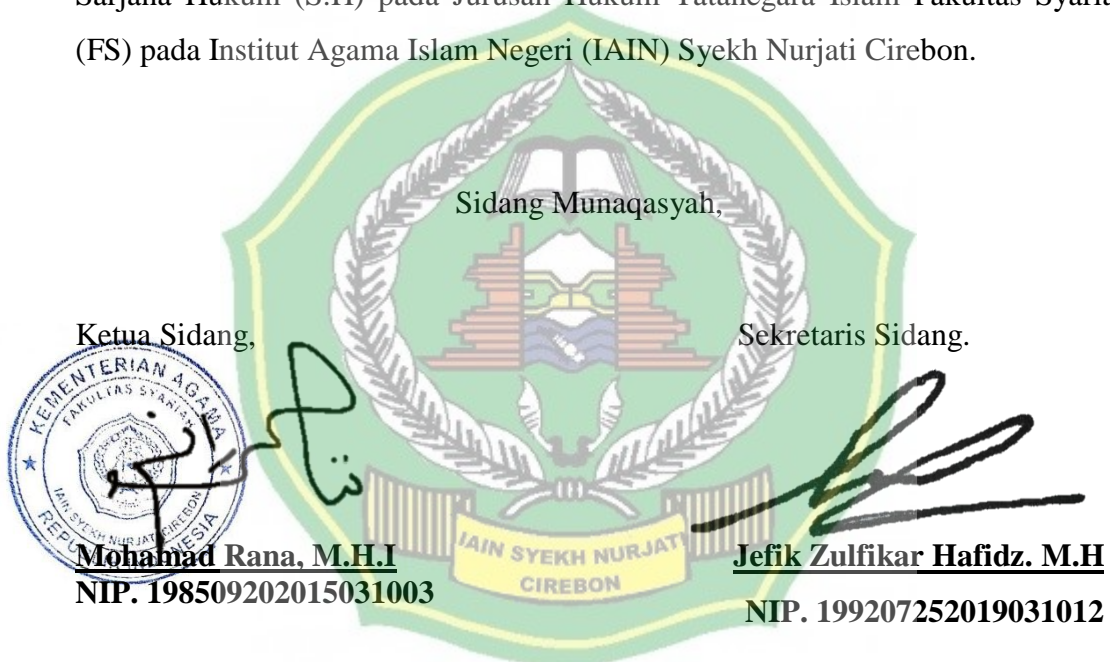 Sarjana Hukum (S.H) pada Jurusan Hukum Tatanegara Islam Fakultas Syaria
(FS) pada Institut Agama Islam Negeri (IAIN) Syekh Nurjati Cirebon.
Sidang Munaqasyah,
Ketua Sidang,
Sekretaris Sidang.
KEMENTERIAN AGAMA
FAKULTAS SYARIAH
IAIN SYEKH NURJATI CIREBON
REPUBLIK INDONESIA
Mohamad Rana, M.H.I
NIP. 198509202015031003
Jefik Zulfikar Hafidz. M.H
NIP. 199207252019031012
IAIN SYEKH NURJATI
CIREBON